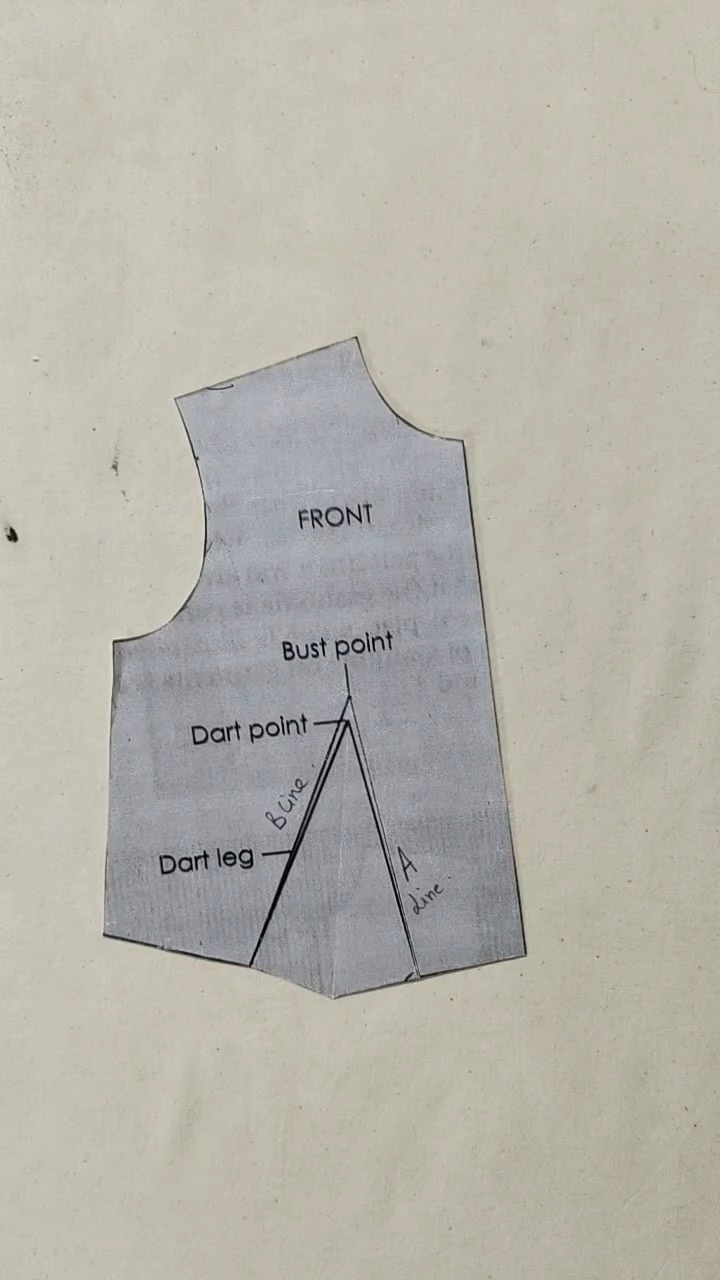 FRONT
Bust point
Dart point
B Line.
Dart leg
A
Line.